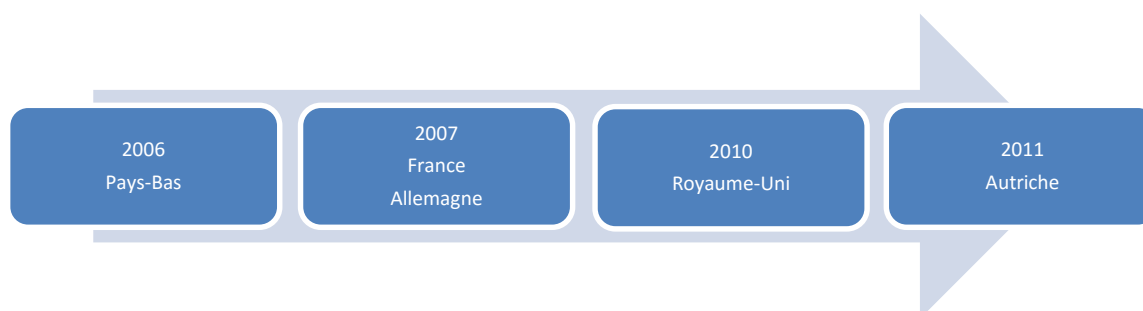 2006
Pays-Bas
2007
France
Allemagne
2010
Royaume-Uni
2011
Autriche